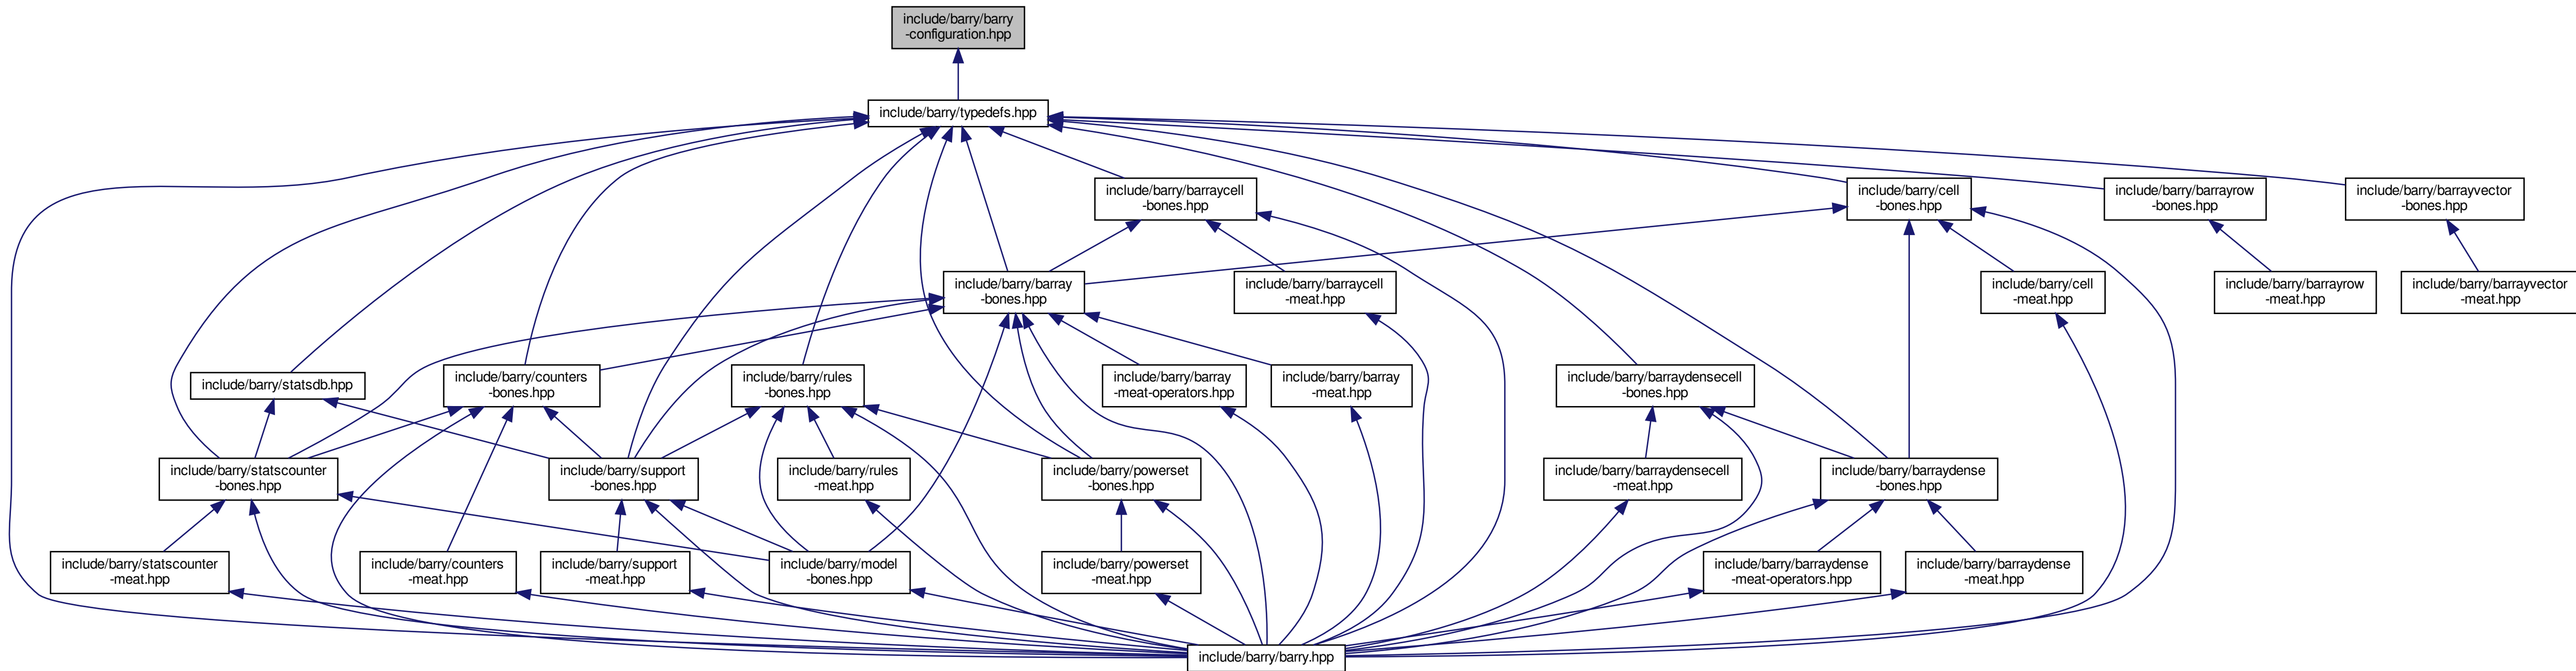 include/barry/barry
-configuration.hpp
include/barry/typedefs.hpp
include/barry/barraycell
-bones.hpp
include/barry/cell
-bones.hpp
include/barry/barrayrow
-bones.hpp
include/barry/barrayvector
-bones.hpp
include/barry/barray
-bones.hpp
include/barry/barraycell
-meat.hpp
include/barry/cell
-meat.hpp
include/barry/barrayrow
-meat.hpp
include/barry/barrayvector
-meat.hpp
include/barry/statsdb.hpp
include/barry/counters
-bones.hpp
include/barry/rules
-bones.hpp
include/barry/barray
-meat-operators.hpp
include/barry/barray
-meat.hpp
include/barry/barraydensecell
-bones.hpp
include/barry/statscounter
-bones.hpp
include/barry/support
-bones.hpp
include/barry/rules
-meat.hpp
include/barry/powerset
-bones.hpp
include/barry/barraydensecell
-meat.hpp
include/barry/barraydense
-bones.hpp
include/barry/statscounter
-meat.hpp
include/barry/counters
-meat.hpp
include/barry/support
-meat.hpp
include/barry/model
-bones.hpp
include/barry/powerset
-meat.hpp
include/barry/barraydense
-meat-operators.hpp
include/barry/barraydense
-meat.hpp
include/barry/barry.hpp